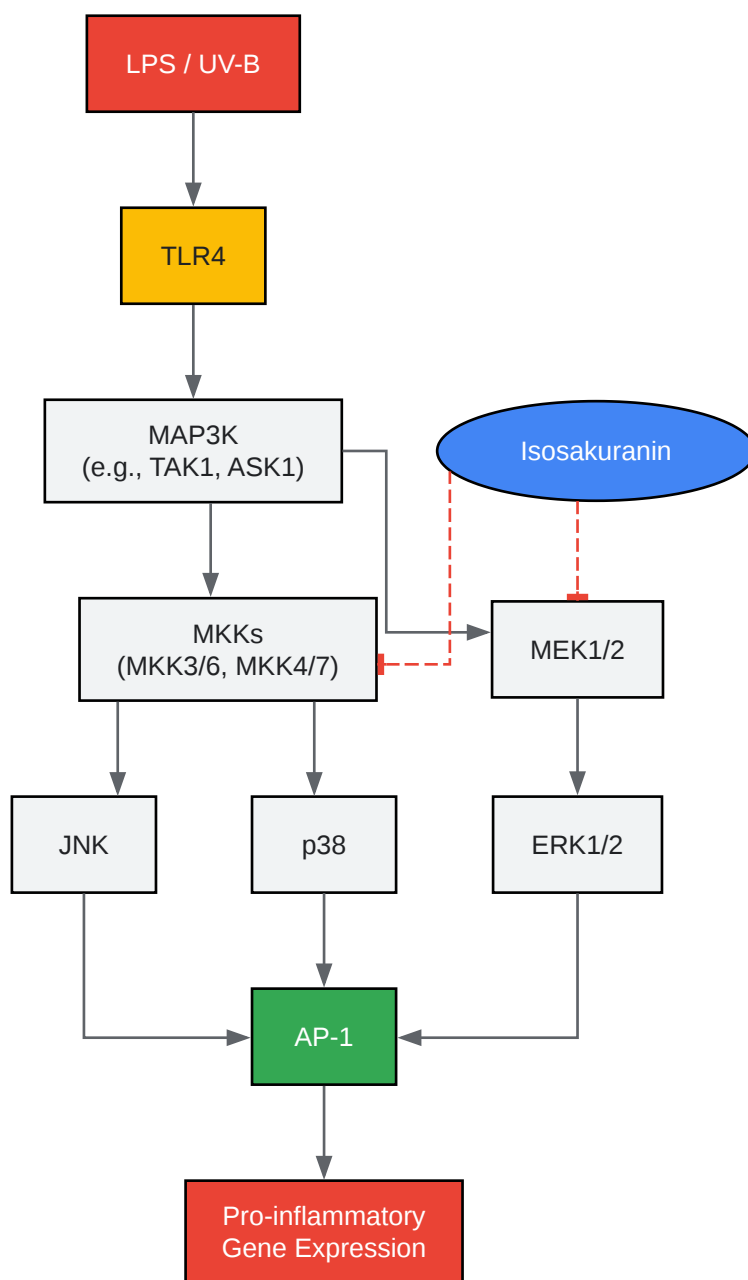 LPS / UV-B
TLR4
MAP3K
(e.g., TAK1, ASK1)
Isosakuranin
MKKs
(MKK3/6, MKK4/7)
MEK1/2
JNK
p38
ERK1/2
AP-1
Pro-inflammatory
Gene Expression